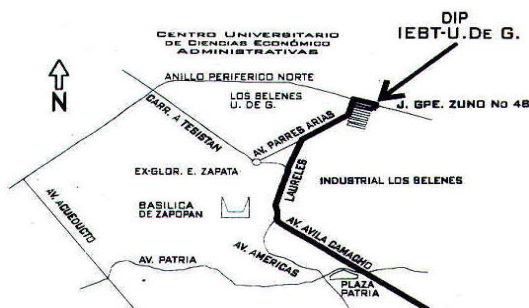 CENTRO UNIVERSITARIO
DE CIENCIAS ECONÓMICO
ADMINISTRATIVAS
DIP
IEBT-U.DE G.
N
ANILLO PERIFERICO NORTE
LOS BELENES
U. DE G.
J. GPE. ZUNO No 48
CARR. A TESISTAN
AV. PARRES ARIAS
EX-GLOR. E. ZAPATA
LAURELES
INDUSTRIAL LOS BELENES
AV. ACUEDUCTO
BASILICA
DE ZAPOPAN
AV. AVILA CAMACHO
AV. PATRIA
AV. AMERICAS
PLAZA
PATRIA